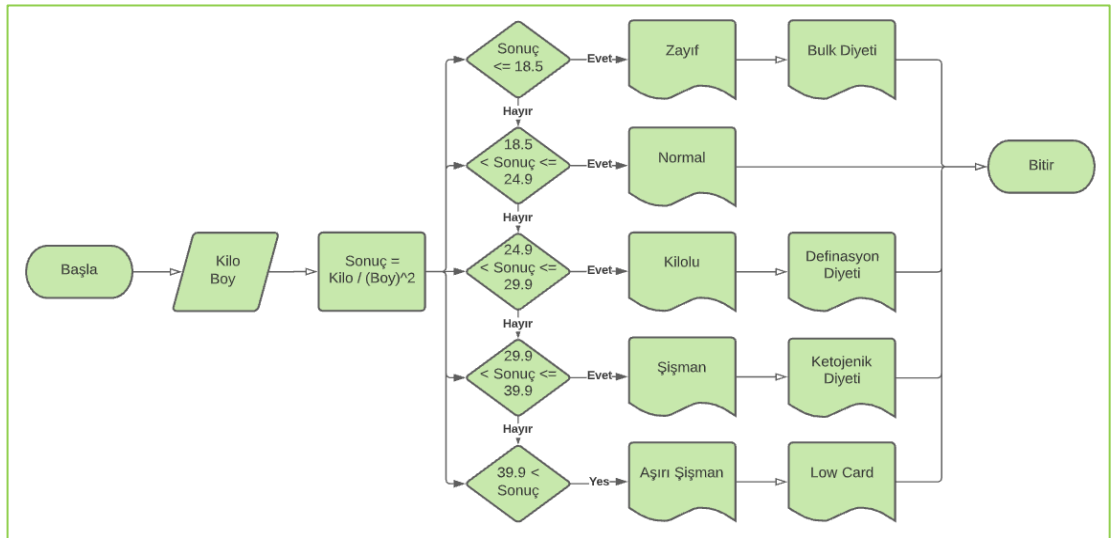 Başla
Kilo
Boy
Sonuç =
Kilo / (Boy)^2
Sonuç
<= 18.5
Evet
Zayıf
Bulk Diyeti
Hayır
18.5
< Sonuç <=
24.9
Evet
Normal
Bitir
Hayır
24.9
< Sonuç <=
29.9
Evet
Kilolu
Definasyon
Diyeti
Hayır
29.9
< Sonuç <=
39.9
Evet
Şişman
Ketojenik
Diyeti
Hayır
39.9 <
Sonuç
Yes
Aşırı Şişman
Low Card